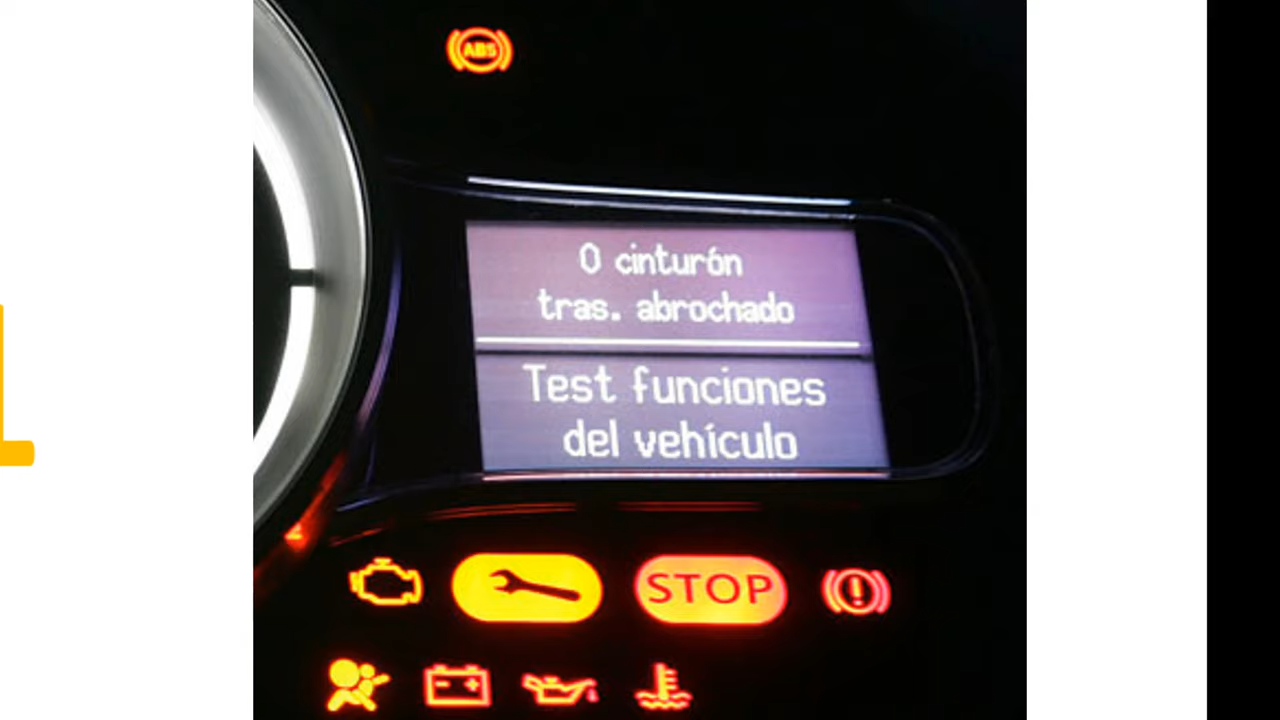 ABS
0 cinturón
tras. abrochado
Test funciones
del vehículo
STOP